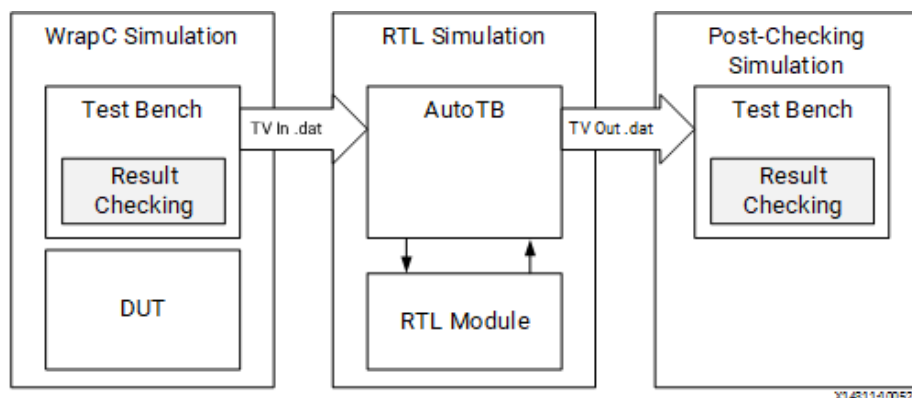 WrapC Simulation
Test Bench
Result
Checking
DUT
TV In .dat
RTL Simulation
AutoTB
RTL Module
TV Out .dat
Post-Checking
Simulation
Test Bench
Result
Checking